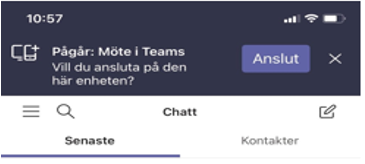 10:57
Pågår: Möte i Teams
Vill du ansluta på den
här enheten?
Anslut
Chatt
Senaste Kontakter